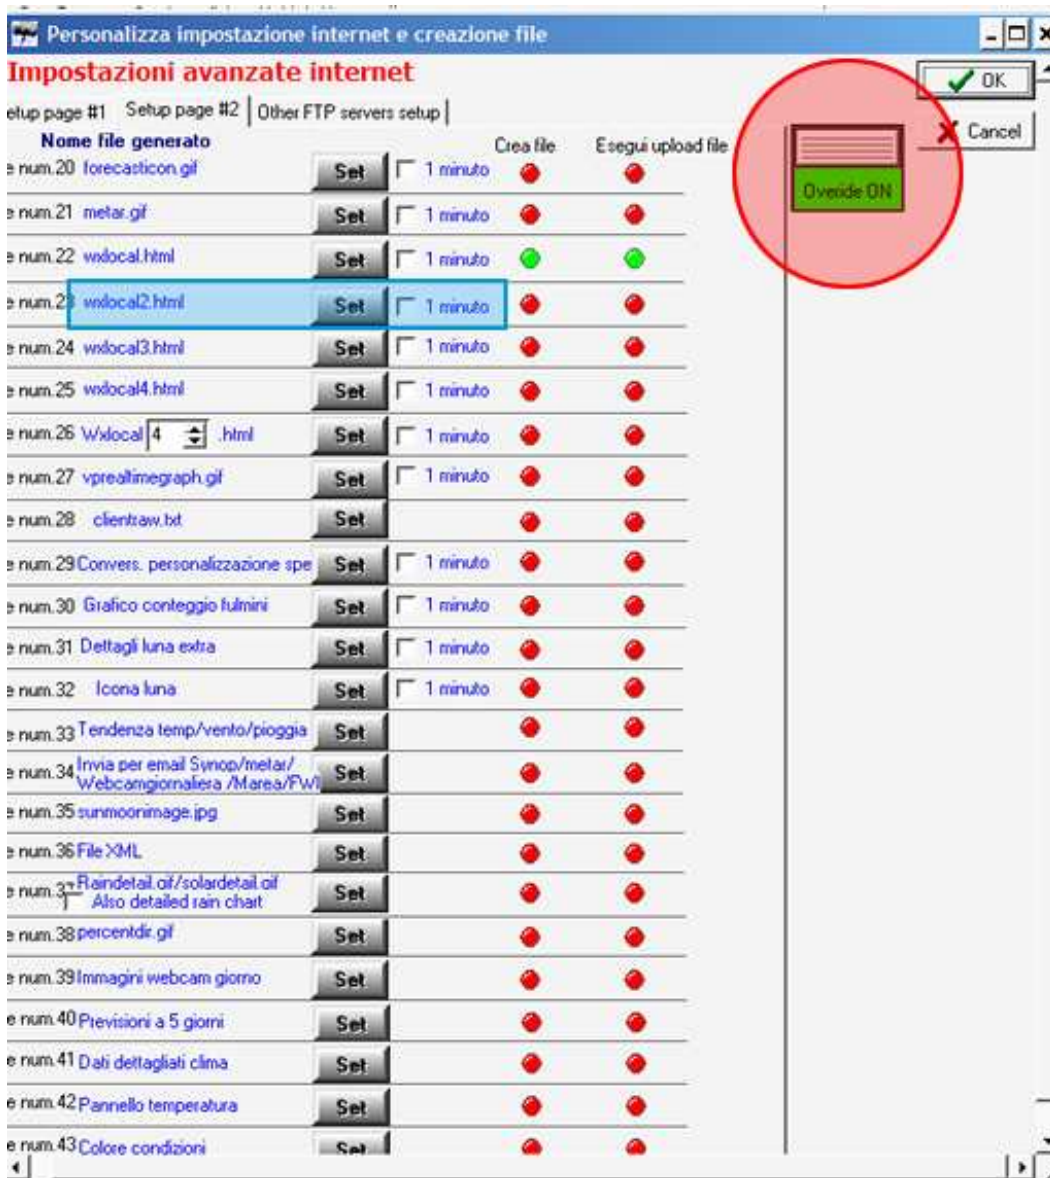 Personalizza impostazione internet e creazione file
Impostazioni avanzate internet
OK
etup page #1 Setup page #2 Other FTP servers setup
Cancel
Nome file generato Crea file Esegui upload file
e num.20 forecasticon.gif Set 1 minuto
Overide ON
e num.21 metar.gif Set 1 minuto
e num.22 wxlocal.html Set 1 minuto
e num.23 wxlocal2.html Set 1 minuto
e num.24 wxlocal3.html Set 1 minuto
e num.25 wxlocal4.html Set 1 minuto
e num.26 Wxlocal 4 .html Set 1 minuto
e num.27 vprealtimegraph.gif Set 1 minuto
e num.28 clientraw.txt Set
e num.29 Convers. personalizzazione spe Set 1 minuto
e num.30 Grafico conteggio fulmini Set 1 minuto
e num.31 Dettagli luna extra Set 1 minuto
e num.32 Icona luna Set 1 minuto
e num.33 Tendenza temp/vento/pioggia Set
e num.34 Invia per email Synop/metar/
Webcamgiornaliera /Marea/FWI Set
e num.35 sunmoonimage.jpg Set
e num.36 File XML Set
e num.37 Raindetail.gif/solardetail.gif
Also detailed rain chart Set
e num.38 percentdir.gif Set
e num.39 Immagini webcam giorno Set
e num.40 Previsioni a 5 giorni Set
e num.41 Dati dettagliati clima Set
e num.42 Pannello temperatura Set
e num.43 Colore condizioni Set